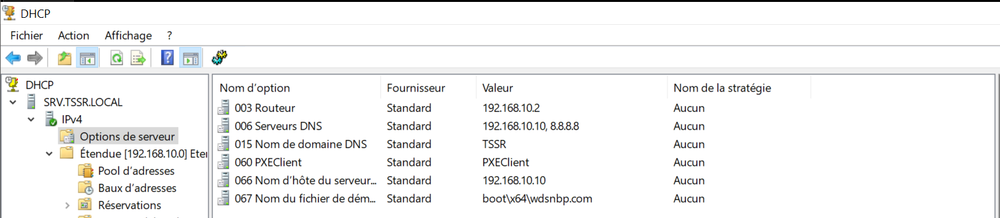 DHCP
Fichier Action Affichage ?
DHCP
SRV.TSSR.LOCAL
IPv4
Options de serveur
Étendue [192.168.10.0] Eter
Pool d'adresses
Baux d'adresses
Réservations
Nom d'option Fournisseur Valeur Nom de la stratégie
003 Routeur Standard 192.168.10.2 Aucun
006 Serveurs DNS Standard 192.168.10.10, 8.8.8.8 Aucun
015 Nom de domaine DNS Standard TSSR Aucun
060 PXEClient Standard PXEClient Aucun
066 Nom d'hôte du serveur... Standard 192.168.10.10 Aucun
067 Nom du fichier de dém... Standard boot\x64\wdsnbp.com Aucun